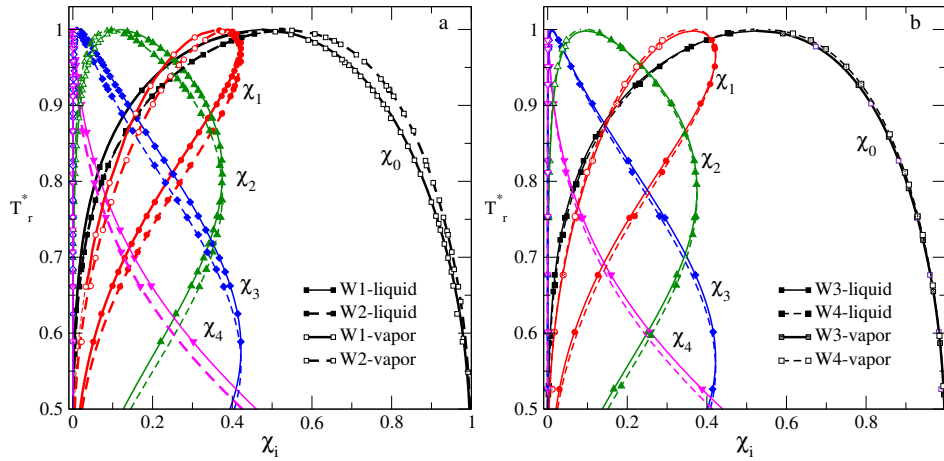 a
1
0.9
0.8
0.7
0.6
0.5
T*r
0
0.2
0.4
0.6
0.8
1
χi
χ1
χ0
χ2
χ3
χ4
W1-liquid
W2-liquid
W1-vapor
W2-vapor
b
1
0.9
0.8
0.7
0.6
0.5
T*r
0
0.2
0.4
0.6
0.8
χi
χ1
χ0
χ2
χ3
χ4
W3-liquid
W4-liquid
W3-vapor
W4-vapor